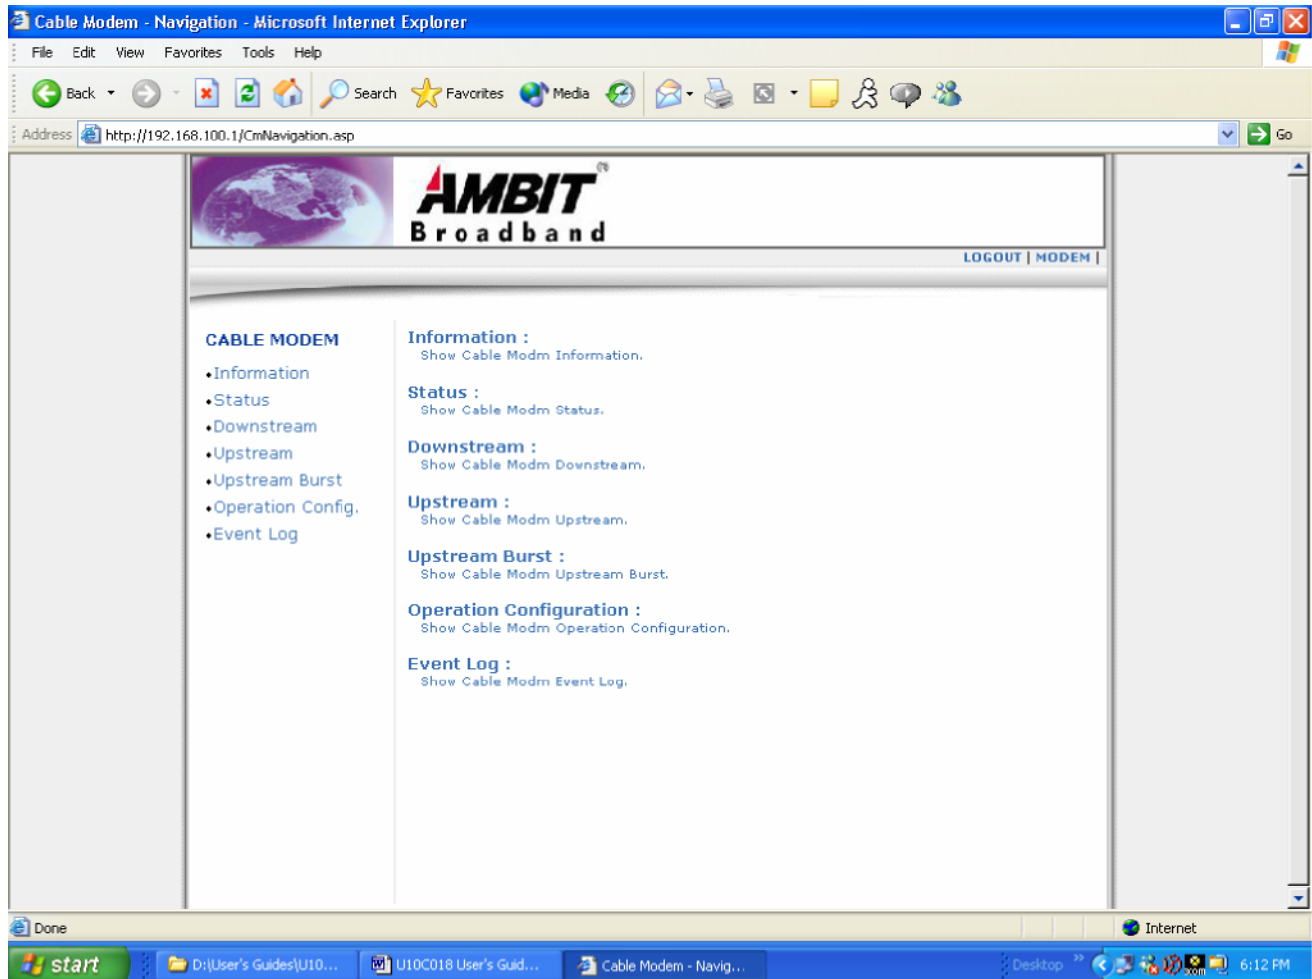 Cable Modem - Navigation - Microsoft Internet Explorer
File Edit View Favorites Tools Help
Back Search Favorites Media
Address http://192.168.100.1/CmNavigation.asp Go
AMBIT®
Broadband
LOGOUT | MODEM |
CABLE MODEM
Information
Status
Downstream
Upstream
Upstream Burst
Operation Config.
Event Log
Information :
Show Cable Modm Information.
Status :
Show Cable Modm Status.
Downstream :
Show Cable Modm Downstream.
Upstream :
Show Cable Modm Upstream.
Upstream Burst :
Show Cable Modm Upstream Burst.
Operation Configuration :
Show Cable Modm Operation Configuration.
Event Log :
Show Cable Modm Event Log.
Done Internet
start D:\User's Guides\U10... U10C018 User's Guid... Cable Modem - Navig... Desktop » 6:12 PM